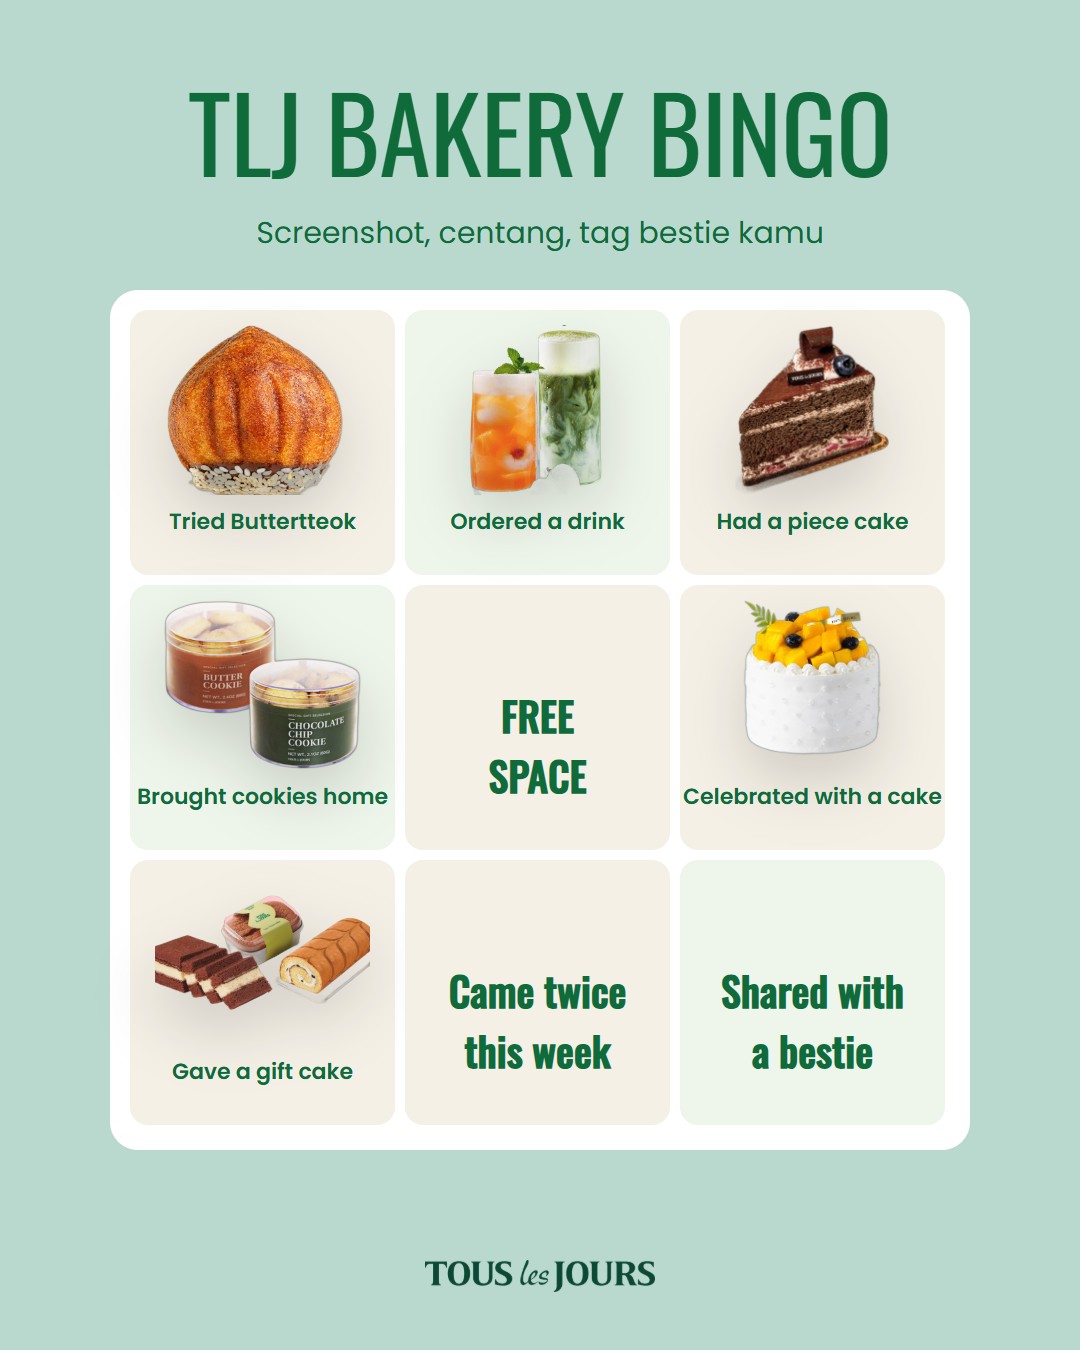 TLJ BAKERY BINGO
Screenshot, centang, tag bestie kamu
Tried Buttertteok
Ordered a drink
Had a piece cake
BUTTER
COOKIE
CHOCOLATE
CHIP
COOKIE
Brought cookies home
FREE
SPACE
Celebrated with a cake
Gave a gift cake
Came twice
this week
Shared with
a bestie
TOUS les JOURS